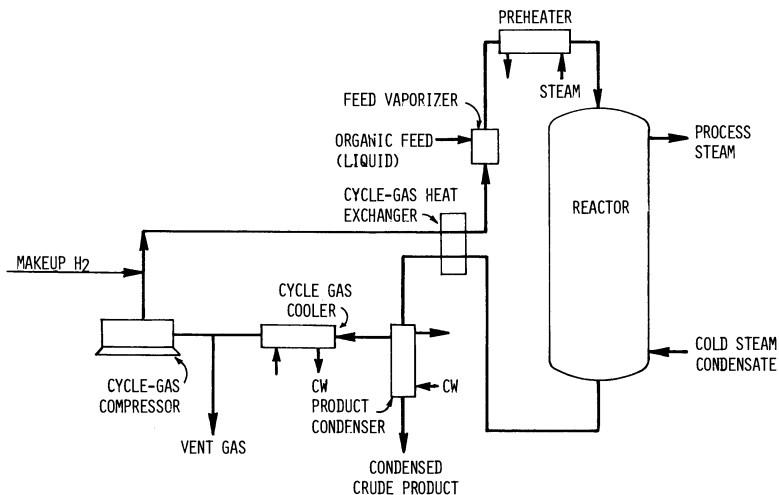 PREHEATER
STEAM
FEED VAPORIZER
ORGANIC FEED
(LIQUID)
PROCESS
STEAM
CYCLE-GAS HEAT
EXCHANGER
REACTOR
MAKEUP H2
CYCLE GAS
COOLER
COLD STEAM
CONDENSATE
CYCLE-GAS
COMPRESSOR
CW
PRODUCT
CONDENSER
CW
VENT GAS
CONDENSED
CRUDE PRODUCT